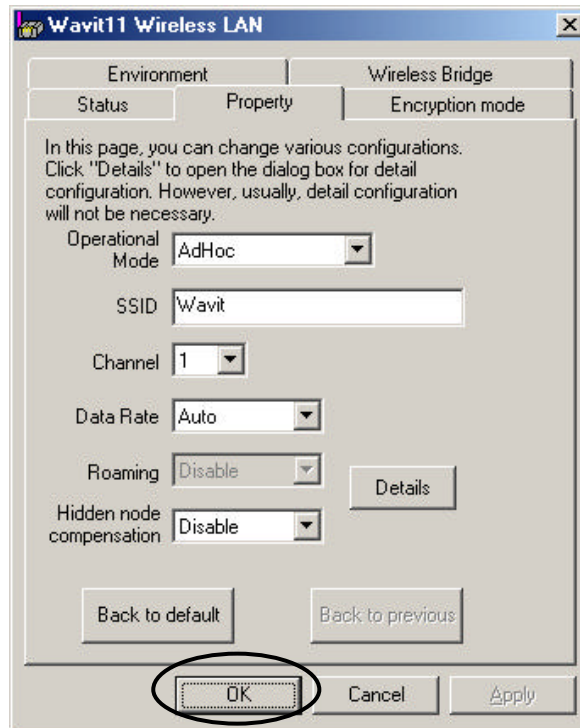 Wavit11 Wireless LAN
Environment
Wireless Bridge
Status
Property
Encryption mode
In this page, you can change various configurations.
Click "Details" to open the dialog box for detail
configuration. However, usually, detail configuration
will not be necessary.
Operational
Mode
AdHoc
SSID
Wavit
Channel
1
Data Rate
Auto
Roaming
Disable
Details
Hidden node
compensation
Disable
Back to default
Back to previous
OK
Cancel
Apply